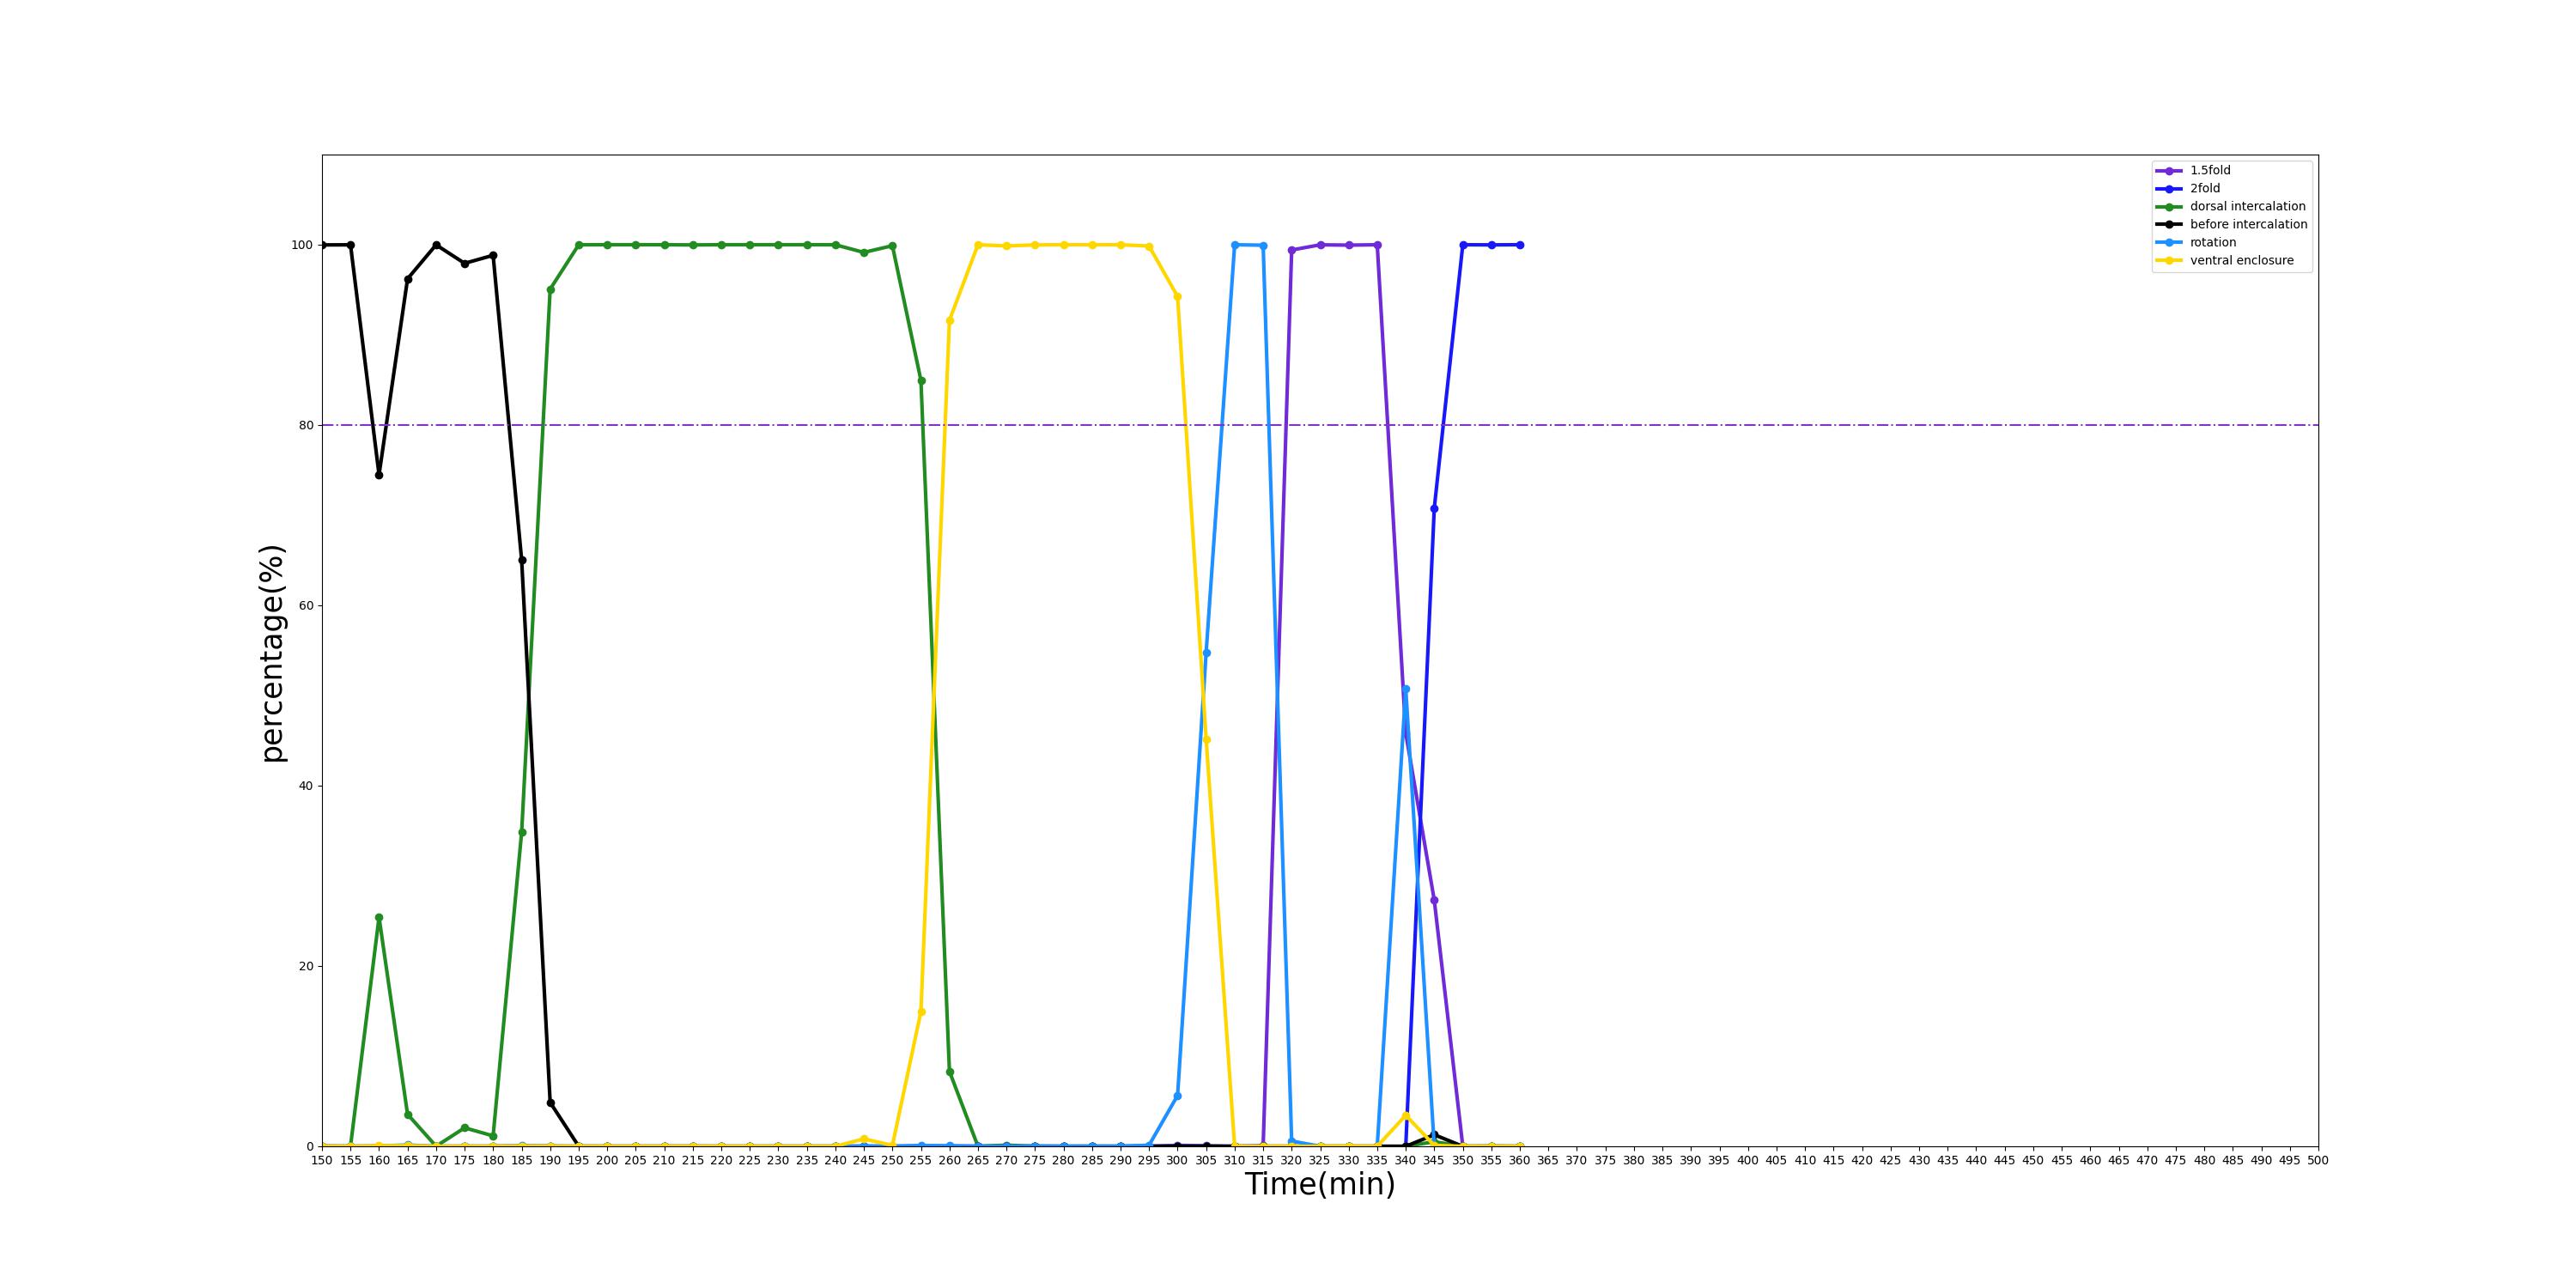 1.5fold
2fold
dorsal intercalation
before intercalation
rotation
ventral enclosure
percentage(%)
100
80
60
40
20
0
150 155 160 165 170 175 180 185 190 195 200 205 210 215 220 225 230 235 240 245 250 255 260 265 270 275 280 285 290 295 300 305 310 315 320 325 330 335 340 345 350 355 360 365 370 375 380 385 390 395 400 405 410 415 420 425 430 435 440 445 450 455 460 465 470 475 480 485 490 495 500
Time(min)